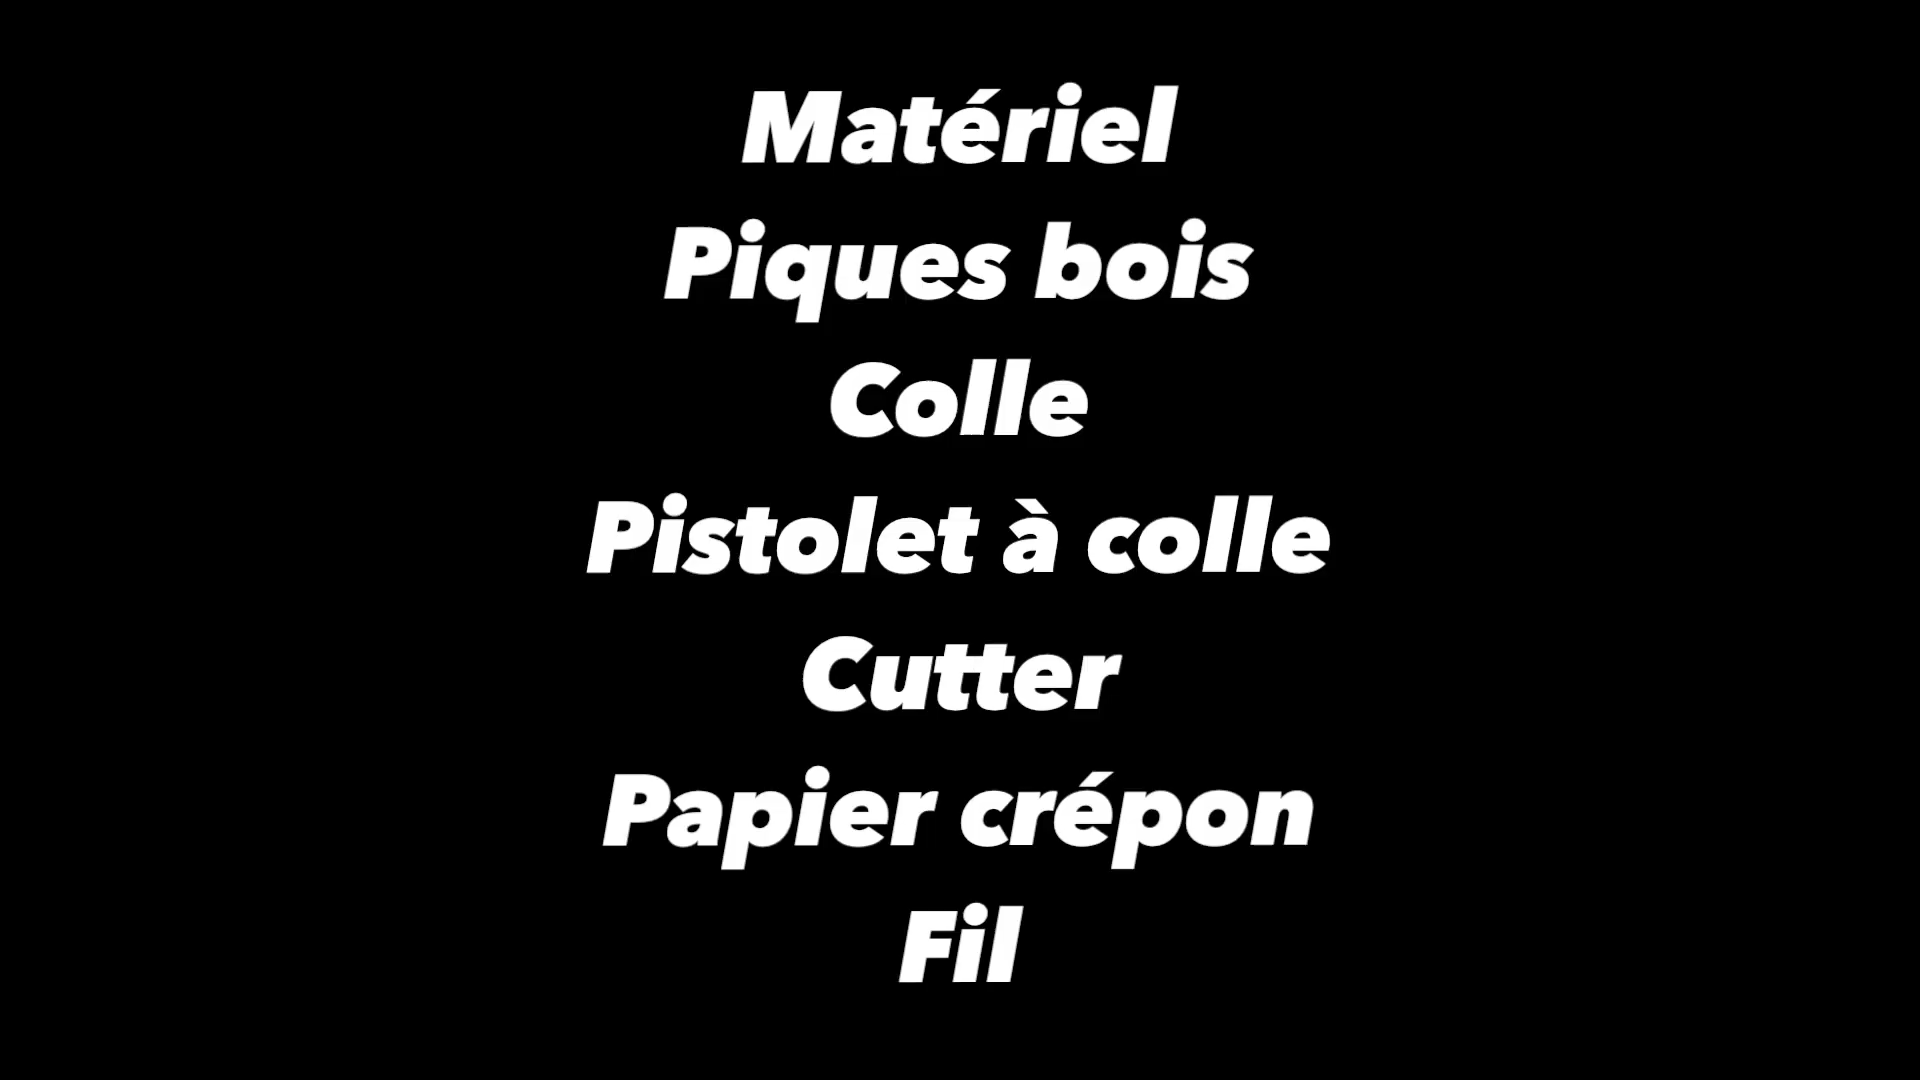 Matériel
Piques bois
Colle
Pistolet à colle
Cutter
Papier crépon
Fil